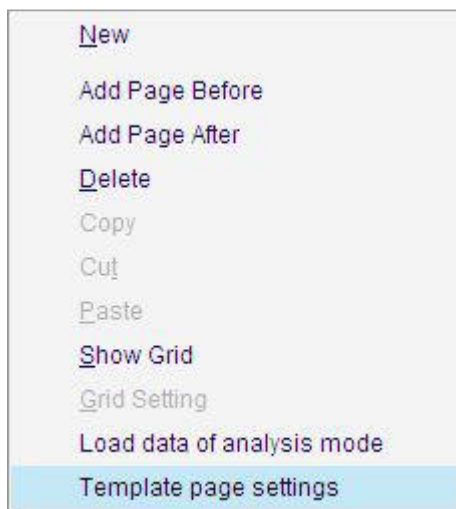 New
Add Page Before
Add Page After
Delete
Copy
Cut
Paste
Show Grid
Grid Setting
Load data of analysis mode
Template page settings